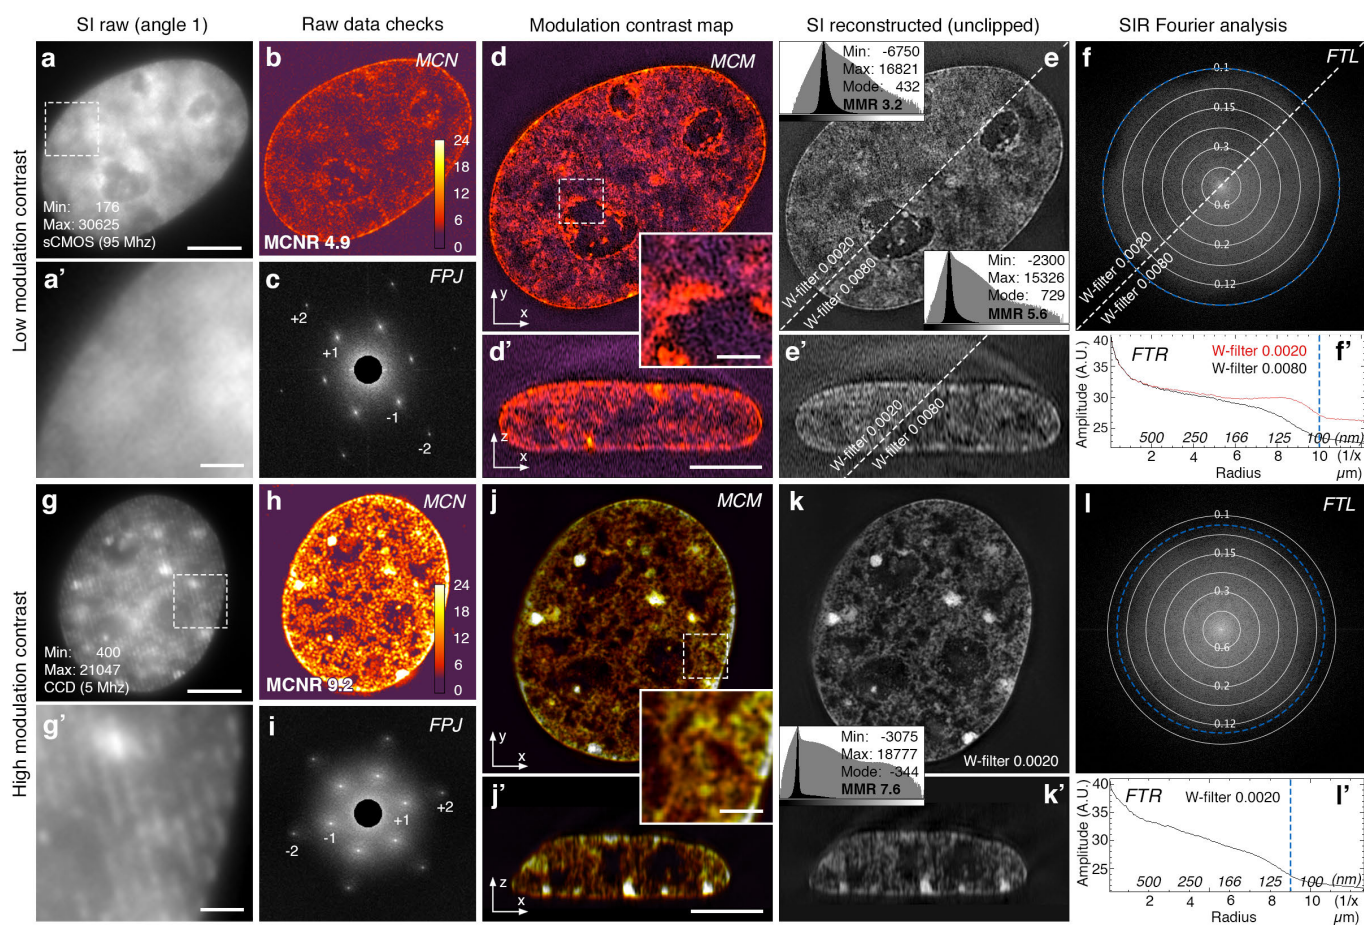 SI raw (angle 1)
Raw data checks
Modulation contrast map
SI reconstructed (unclipped)
SIR Fourier analysis
Low modulation contrast
a
Min: 176
Max: 30625
sCMOS (95 Mhz)
b
MCN
24
18
12
6
0
MCNR 4.9
d
MCM
y
x
Min: -6750
Max: 16821
Mode: 432
MMR 3.2
e
W-filter 0.0020
W-filter 0.0080
Min: -2300
Max: 15326
Mode: 729
MMR 5.6
f
FTL
0.1
0.15
0.3
0.6
0.2
0.12
W-filter 0.0020
W-filter 0.0080
a'
c
FPJ
+2
+1
-1
-2
d'
z
x
e'
W-filter 0.0020
W-filter 0.0080
f'
FTR
W-filter 0.0020
W-filter 0.0080
Amplitude (A.U.)
40
35
30
25
500 250 166 125 100 (nm)
2 4 6 8 10 (1/x µm)
Radius
High modulation contrast
g
Min: 400
Max: 21047
CCD (5 Mhz)
h
MCN
24
18
12
6
0
MCNR 9.2
j
MCM
y
x
k
Min: -3075
Max: 18777
Mode: -344
MMR 7.6
W-filter 0.0020
l
FTL
0.1
0.15
0.3
0.6
0.2
0.12
g'
i
FPJ
+2
+1
-1
-2
j'
z
x
k'
l'
FTR
W-filter 0.0020
Amplitude (A.U.)
40
35
30
25
500 250 166 125 100 (nm)
2 4 6 8 10 (1/x µm)
Radius